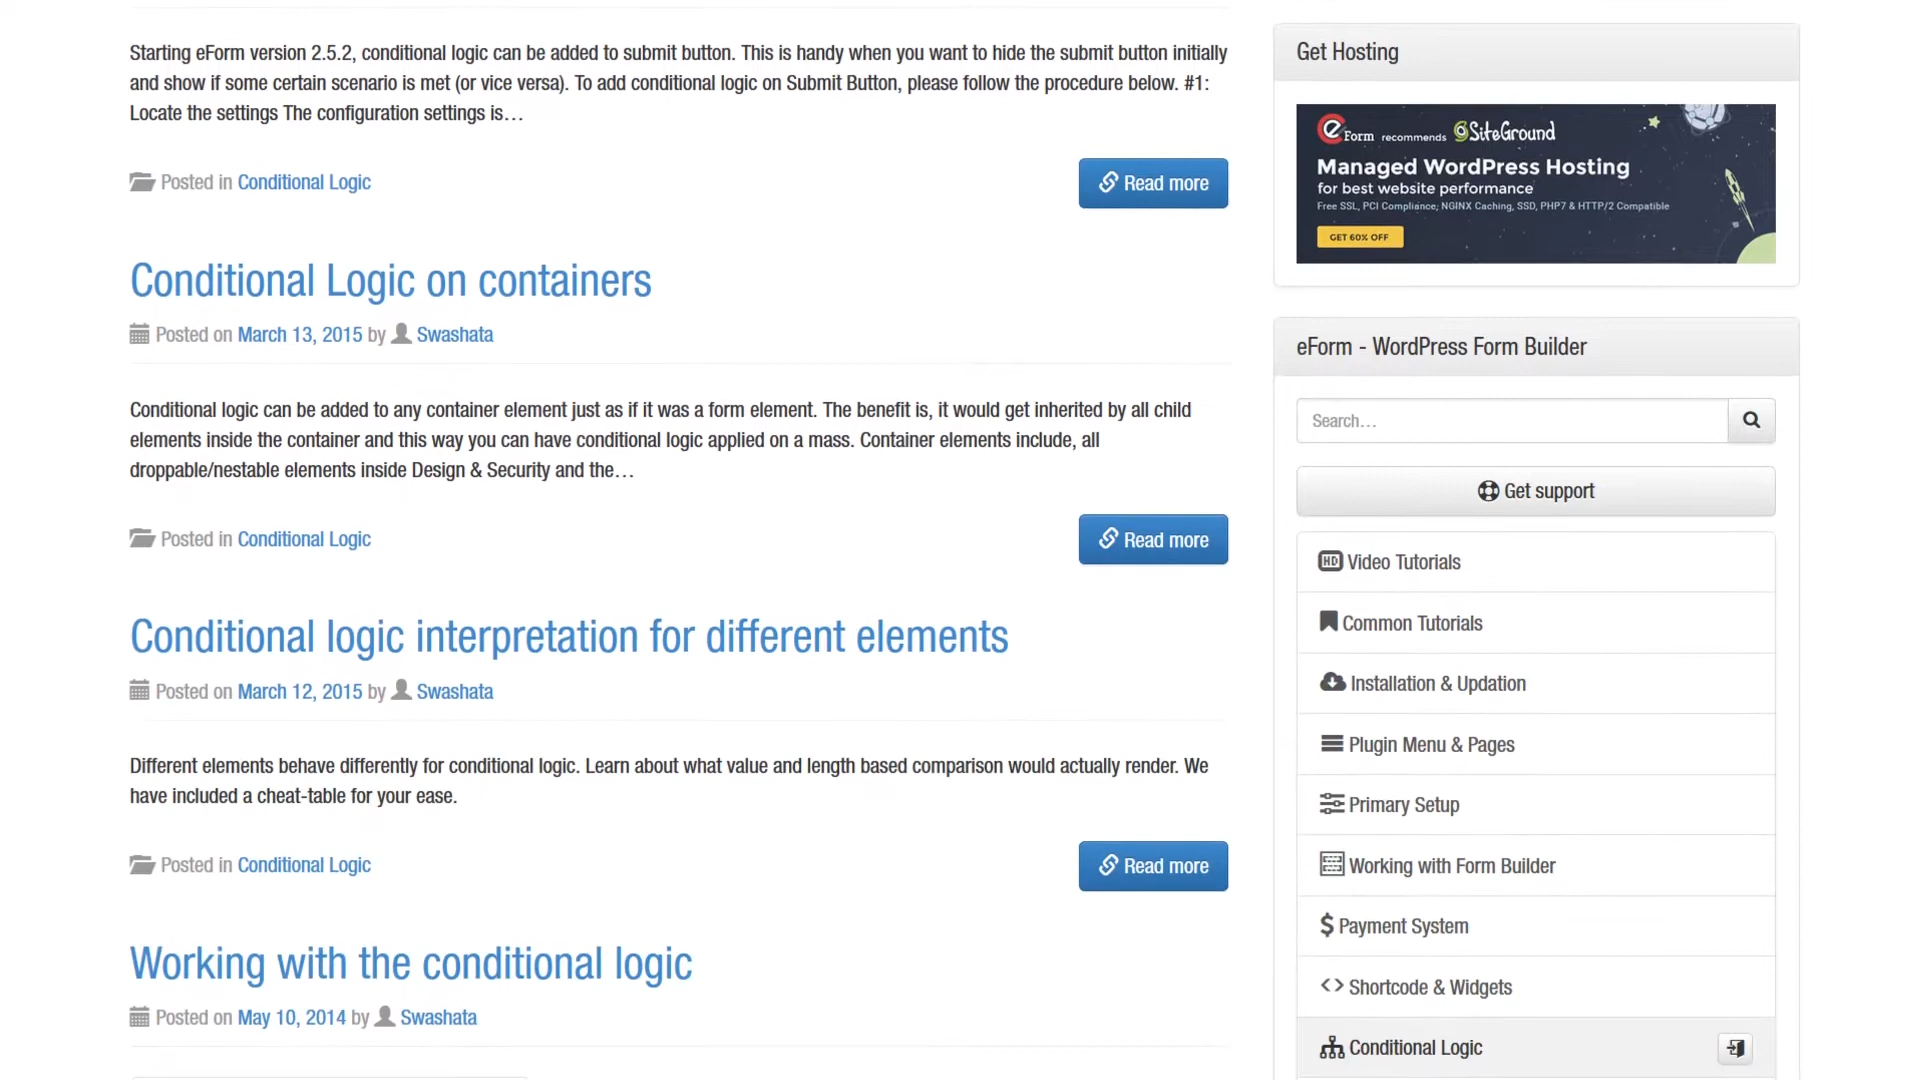 Starting eForm version 2.5.2, conditional logic can be added to submit button. This is handy when you want to hide the submit button initially
and show if some certain scenario is met (or vice versa). To add conditional logic on Submit Button, please follow the procedure below. #1:
Locate the settings The configuration settings is…
Posted in Conditional Logic
Read more
Conditional Logic on containers
Posted on March 13, 2015 by Swashata
Conditional logic can be added to any container element just as if it was a form element. The benefit is, it would get inherited by all child
elements inside the container and this way you can have conditional logic applied on a mass. Container elements include, all
droppable/nestable elements inside Design & Security and the…
Posted in Conditional Logic
Read more
Conditional logic interpretation for different elements
Posted on March 12, 2015 by Swashata
Different elements behave differently for conditional logic. Learn about what value and length based comparison would actually render. We
have included a cheat-table for your ease.
Posted in Conditional Logic
Read more
Working with the conditional logic
Posted on May 10, 2014 by Swashata
Get Hosting
eForm recommends SiteGround
Managed WordPress Hosting
for best website performance
Free SSL, PCI Compliance, NGINX Caching, SSD, PHP7 & HTTP/2 Compatible
GET 60% OFF
eForm - WordPress Form Builder
Search…
Get support
HD Video Tutorials
Common Tutorials
Installation & Updation
Plugin Menu & Pages
Primary Setup
Working with Form Builder
$ Payment System
<> Shortcode & Widgets
Conditional Logic